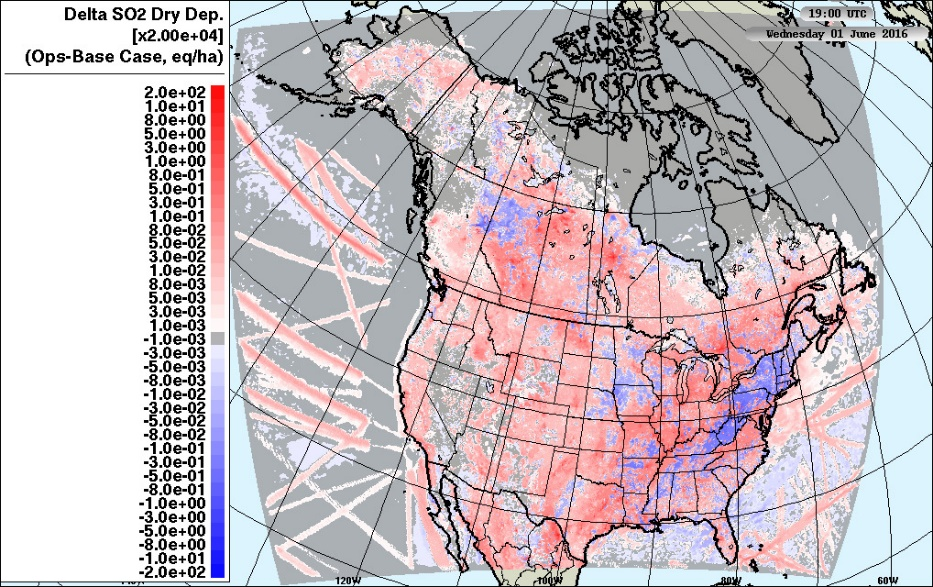 Delta SO2 Dry Dep.
[x2.00e+04]
(Ops-Base Case, eq/ha)
19:00 UTC
Wednesday 01 June 2016
2.0e+02
1.0e+01
8.0e+00
5.0e+00
3.0e+00
1.0e+00
8.0e-01
5.0e-01
3.0e-01
1.0e-01
8.0e-02
5.0e-02
3.0e-02
1.0e-02
8.0e-03
5.0e-03
3.0e-03
1.0e-03
-1.0e-03
-3.0e-03
-5.0e-03
-8.0e-03
-1.0e-02
-3.0e-02
-5.0e-02
-8.0e-02
-1.0e-01
-3.0e-01
-5.0e-01
-8.0e-01
-1.0e+00
-3.0e+00
-5.0e+00
-8.0e+00
-1.0e+01
-2.0e+02
120W 100W 80W 60W